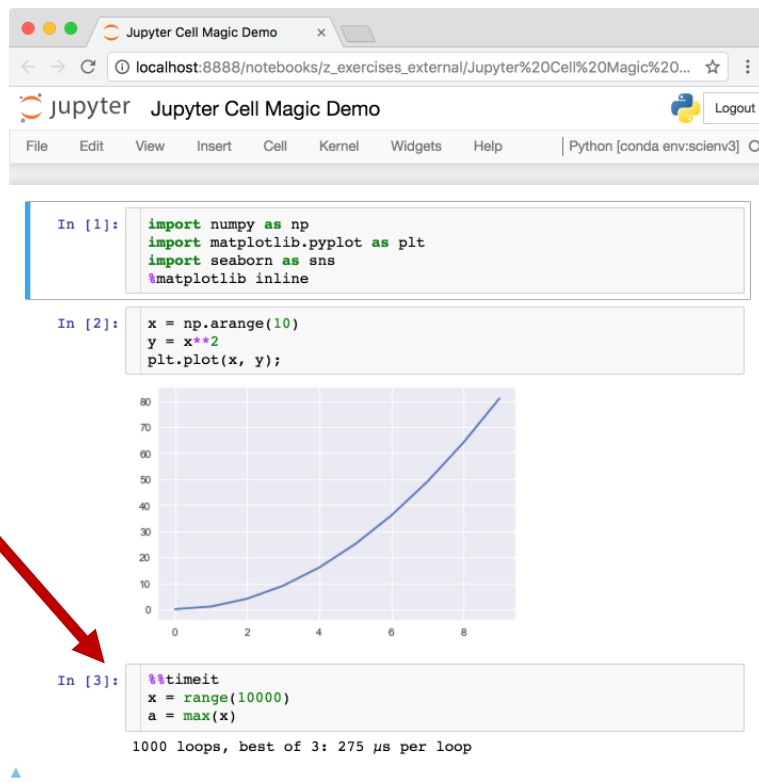 Jupyter Cell Magic Demo ×
localhost:8888/notebooks/z_exercises_external/Jupyter%20Cell%20Magic%20...
jupyter Jupyter Cell Magic Demo Logout
File Edit View Insert Cell Kernel Widgets Help Python [conda env:scienv3]
In [1]: import numpy as np
import matplotlib.pyplot as plt
import seaborn as sns
%matplotlib inline
In [2]: x = np.arange(10)
y = x**2
plt.plot(x, y);
80
70
60
50
40
30
20
10
0
0 2 4 6 8
In [3]: %%timeit
x = range(10000)
a = max(x)
1000 loops, best of 3: 275 µs per loop